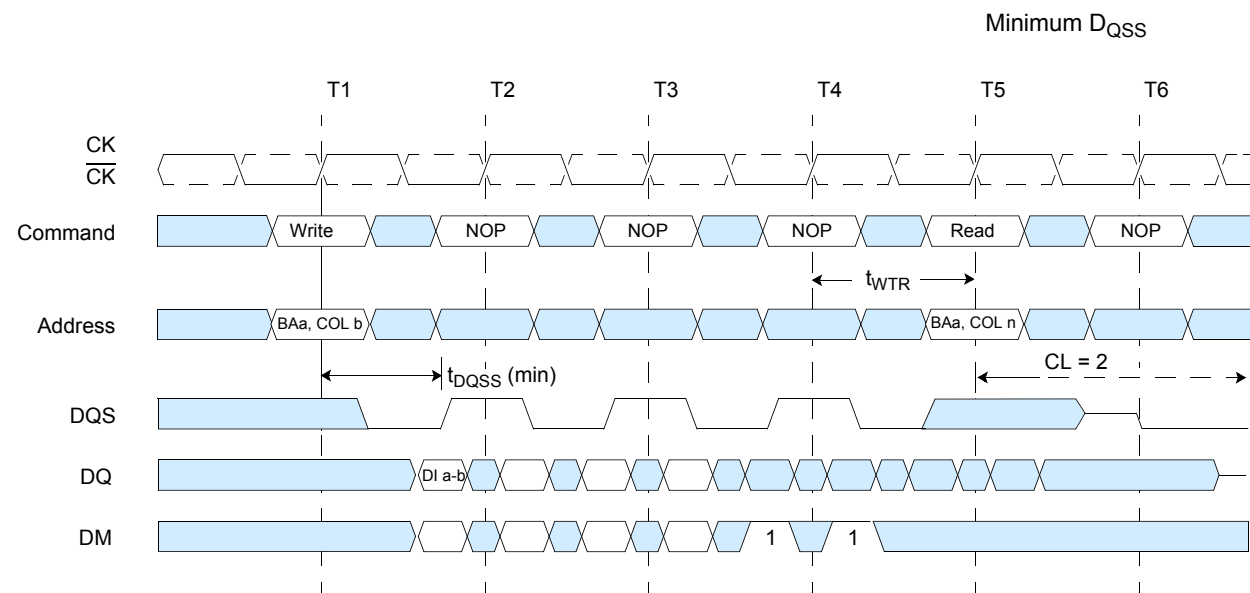 Minimum DQSS
T1 T2 T3 T4 T5 T6
CK
CK
Command Write NOP NOP NOP Read NOP
tWTR
Address BAa, COL b BAa, COL n
tDQSS (min) CL = 2
DQS
DQ DI a-b
DM 1 1